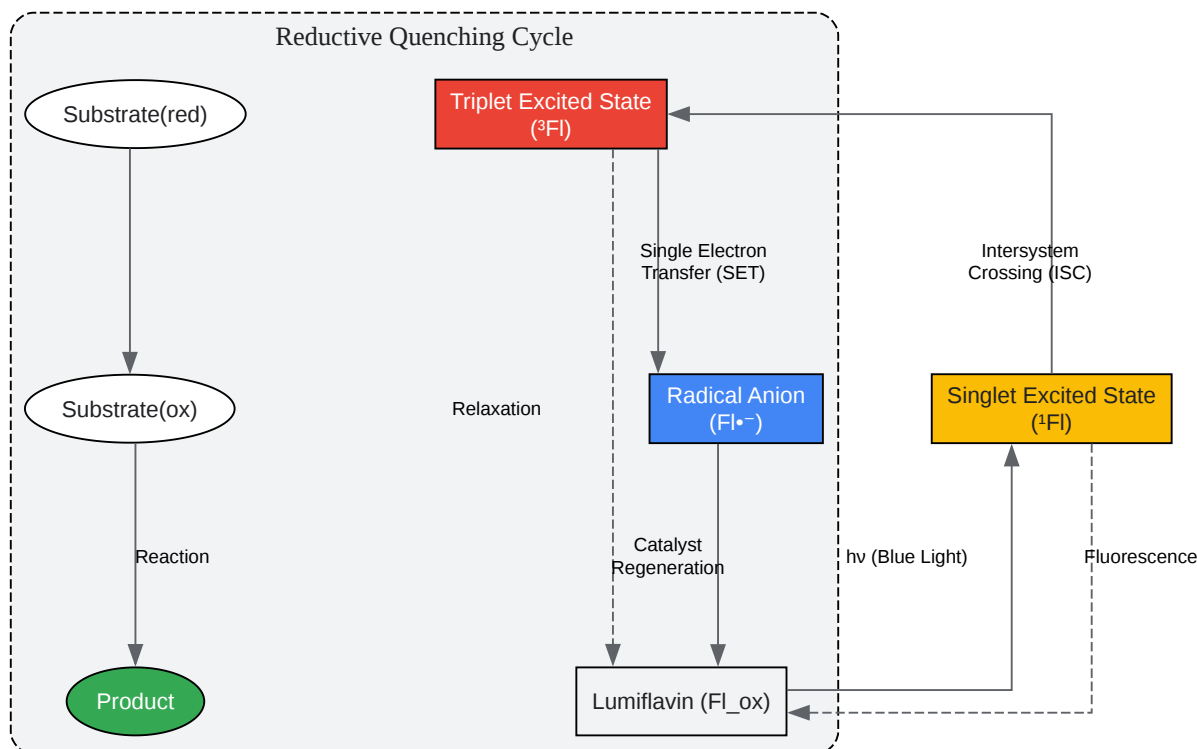 Reductive Quenching Cycle
Substrate(red)
Triplet Excited State
(³Fl)
Single Electron
Transfer (SET)
Intersystem
Crossing (ISC)
Substrate(ox)
Relaxation
Radical Anion
(Fl•⁻)
Singlet Excited State
(¹Fl)
Reaction
Catalyst
Regeneration
hν (Blue Light)
Fluorescence
Product
Lumiflavin (Fl_ox)